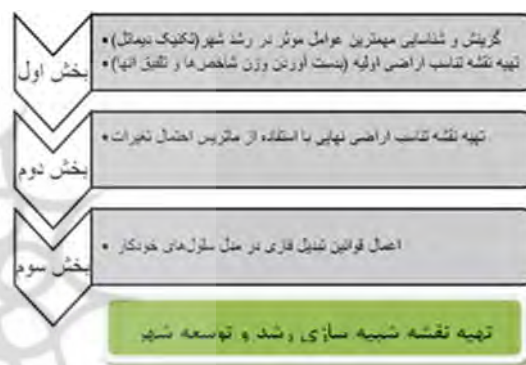 بخش اول
گزینش و شناسایی مهمترین عوامل موثر در رشد شهر(تکنیک دیماتل)•
تهیه نقشه تناسب اراضی اولیه (بدست آوردن وزن شاخص‌ها و تلفیق آنها)•
بخش دوم
تهیه نقشه تناسب اراضی نهایی با استفاده از ماتریس احتمال تغیرات•
بخش سوم
اعمال قوانین تبدیل فازی در مدل سلول‌های خودکار •
تهیه نقشه شبیه سازی رشد و توسعه شهر